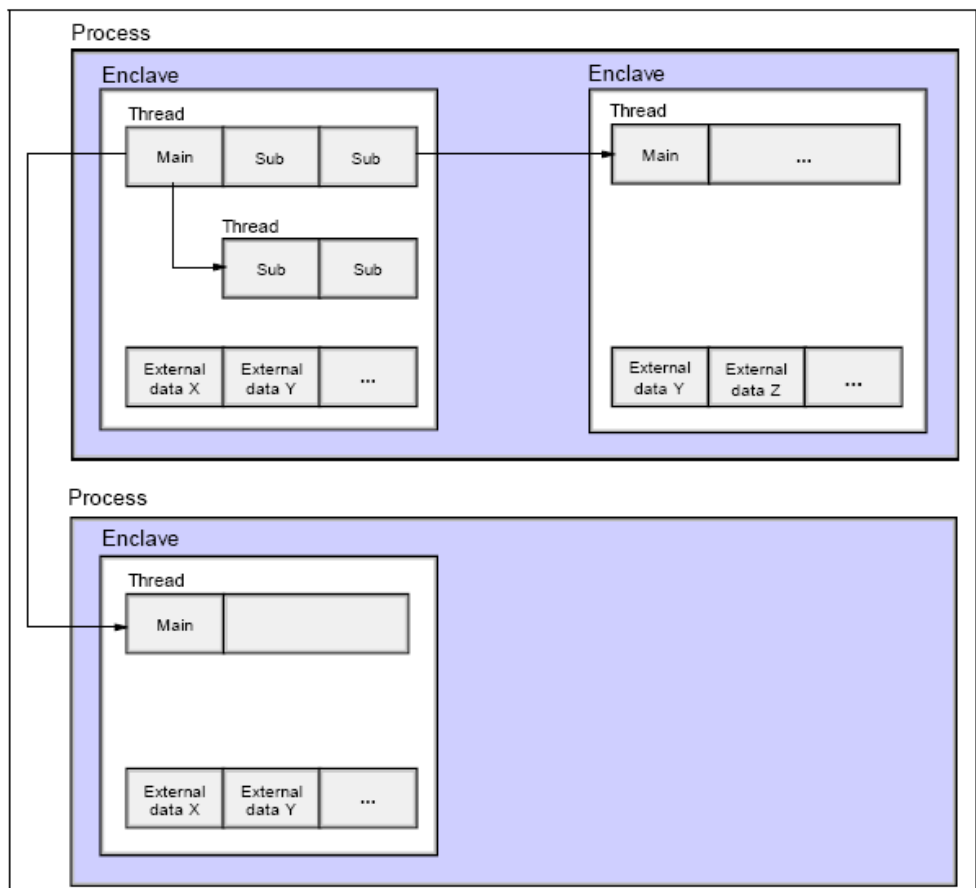 Process
Enclave
Thread
Main
Sub
Sub
Thread
Sub
Sub
External
data X
External
data Y
...
Enclave
Thread
Main
...
External
data Y
External
data Z
...
Process
Enclave
Thread
Main
External
data X
External
data Y
...